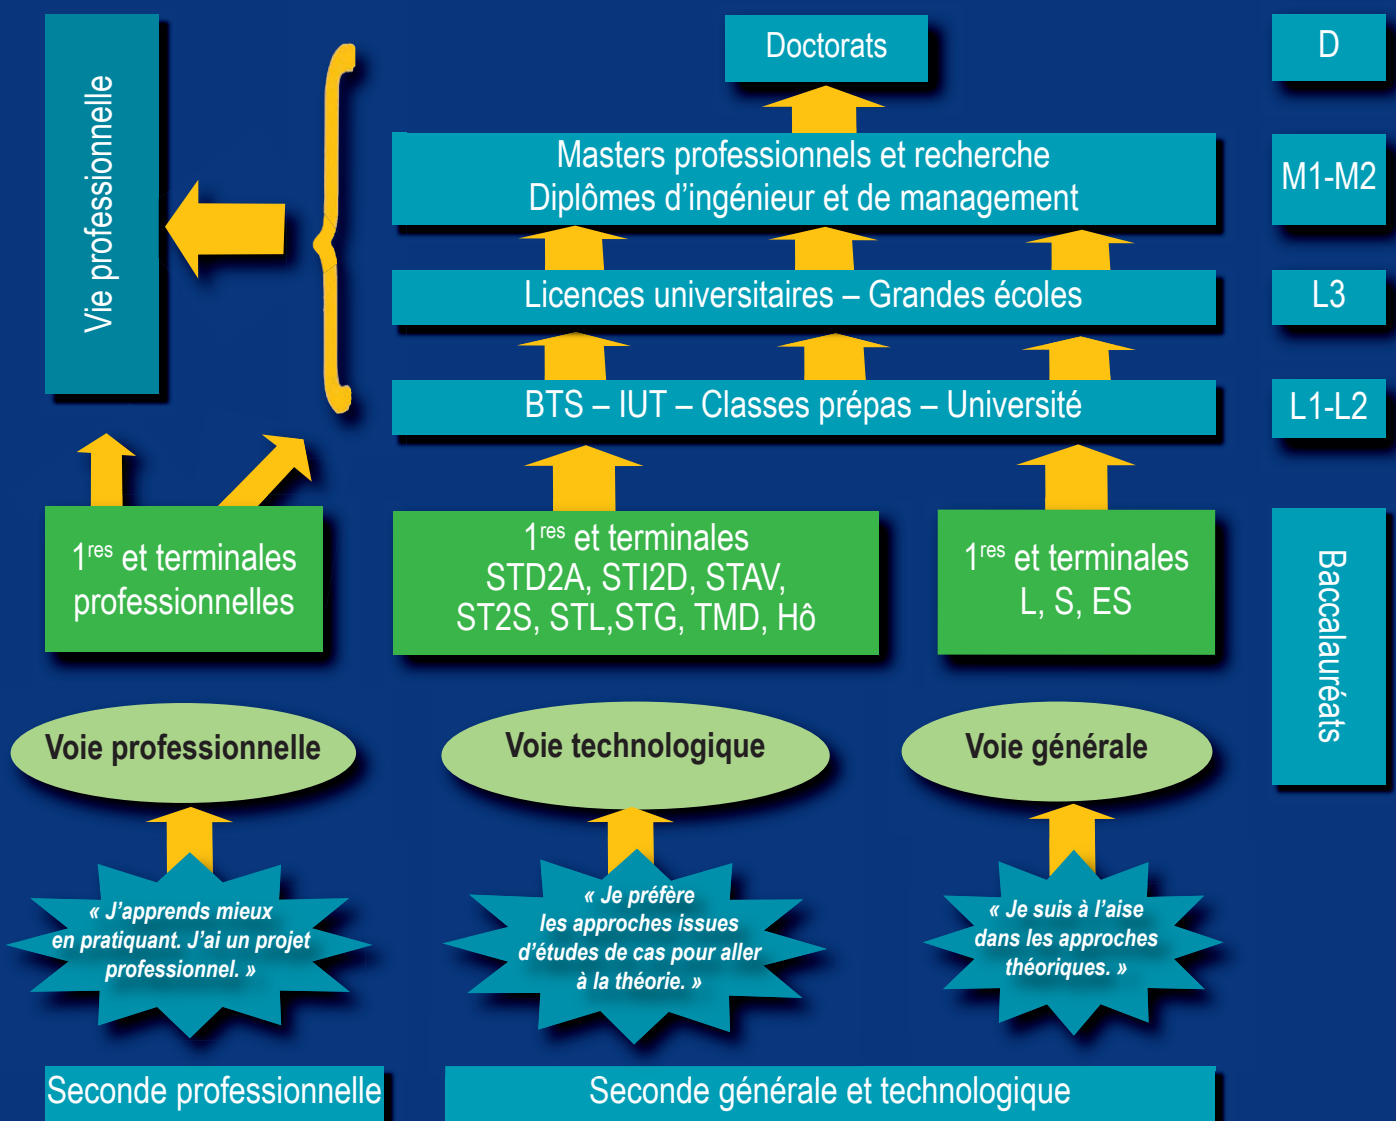 Vie professionnelle
Doctorats
D
Masters professionnels et recherche
Diplômes d’ingénieur et de management
M1-M2
Licences universitaires – Grandes écoles
L3
BTS – IUT – Classes prépas – Université
L1-L2
1res et terminales
professionnelles
1res et terminales
STD2A, STI2D, STAV,
ST2S, STL,STG, TMD, Hô
1res et terminales
L, S, ES
Baccalauréats
Voie professionnelle
Voie technologique
Voie générale
« J’apprends mieux
en pratiquant. J’ai un projet
professionnel. »
« Je préfère
les approches issues
d’études de cas pour aller
à la théorie. »
« Je suis à l’aise
dans les approches
théoriques. »
Seconde professionnelle
Seconde générale et technologique